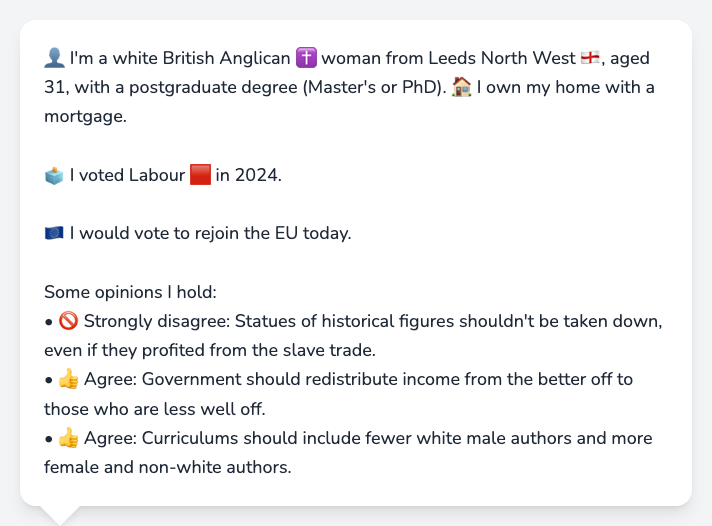 👤 I'm a white British Anglican ✝️ woman from Leeds North West 🏴󠁧󠁢󠁥󠁮󠁧󠁿, aged
31, with a postgraduate degree (Master's or PhD). 🏠 I own my home with a
mortgage.
🗳️ I voted Labour 🟥 in 2024.
🇪🇺 I would vote to rejoin the EU today.
Some opinions I hold:
• 🚫 Strongly disagree: Statues of historical figures shouldn't be taken down,
even if they profited from the slave trade.
• 👍 Agree: Government should redistribute income from the better off to
those who are less well off.
• 👍 Agree: Curriculums should include fewer white male authors and more
female and non-white authors.